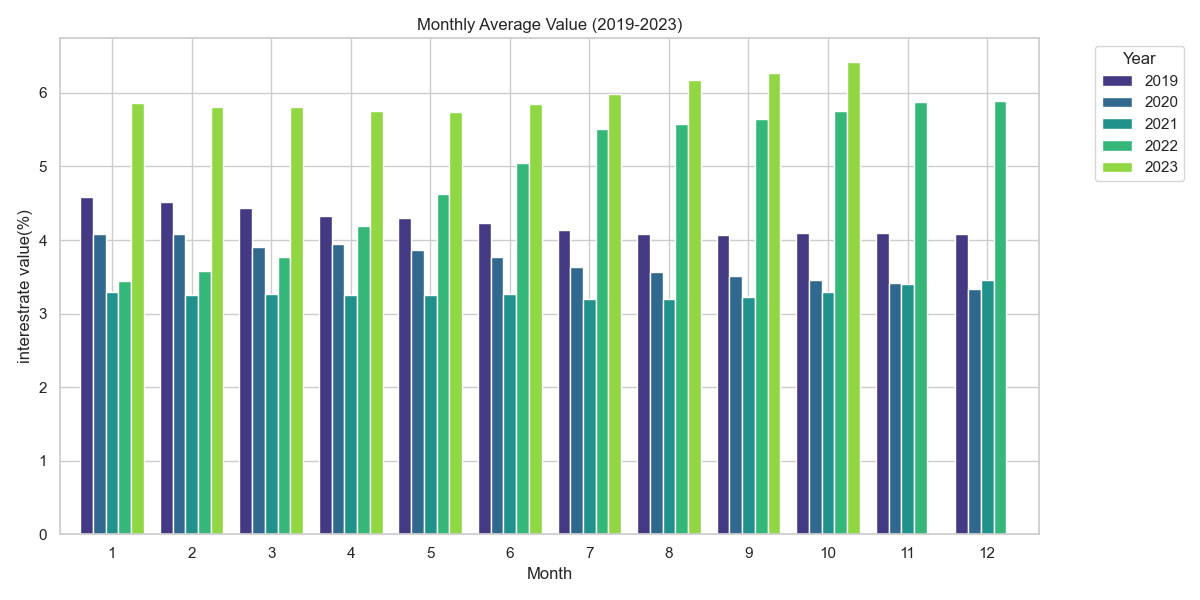 Monthly Average Value (2019-2023)
Year
2019
2020
2021
2022
2023
interestrate value(%)
6
5
4
3
2
1
0
1 2 3 4 5 6 7 8 9 10 11 12
Month